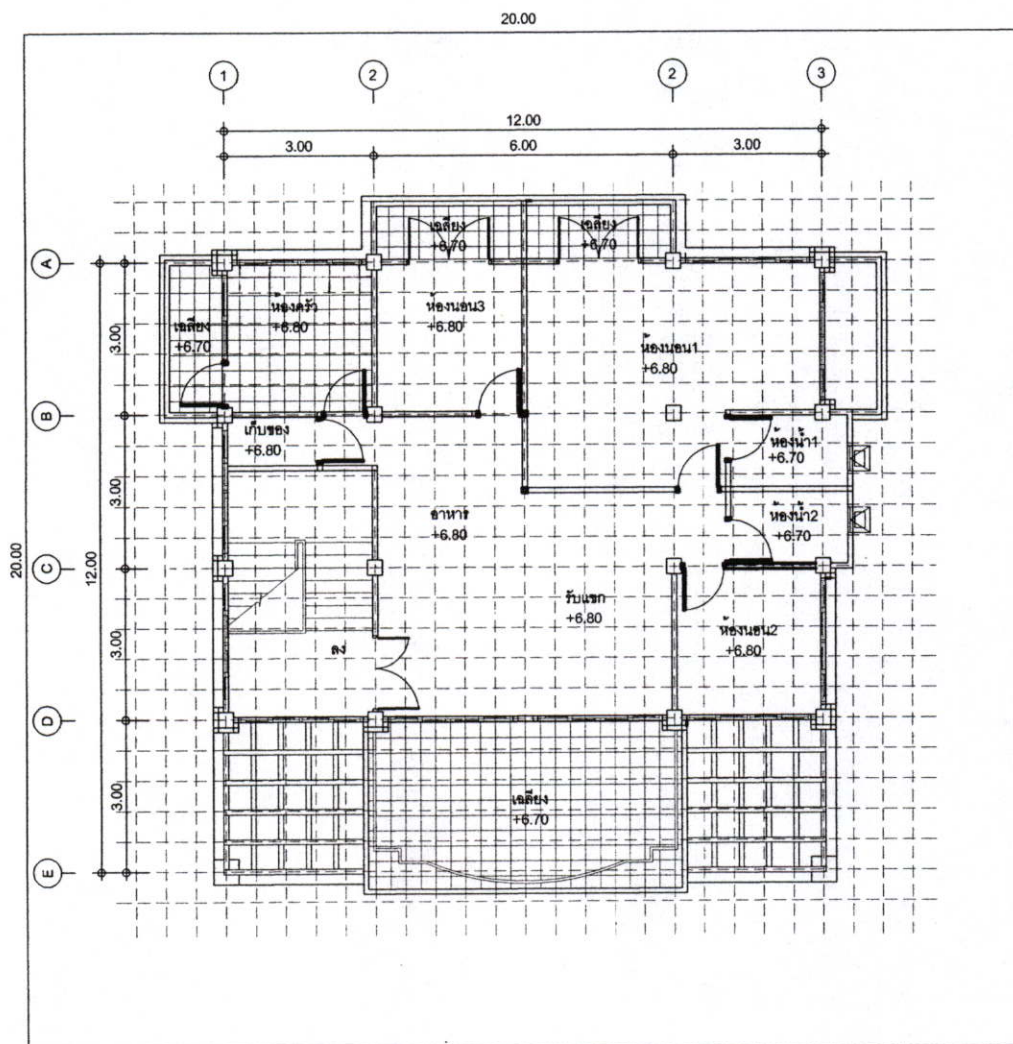 20.00
1 2 2 3
12.00
3.00 6.00 3.00
เฉลียง เฉลียง
+6.70 +6.70
A
ห้องครัว ห้องนอน3
+6.80 +6.80
เฉลียง
+6.70
3.00
ห้องนอน1
+6.80
B
เก็บของ
+6.80
ห้องน้ำ1
+6.70
3.00
อาหาร
+6.80
ห้องน้ำ2
+6.70
C
20.00
12.00
รับแขก
+6.80
ห้องนอน2
+6.80
3.00
ลง
D
เฉลียง
+6.70
3.00
E